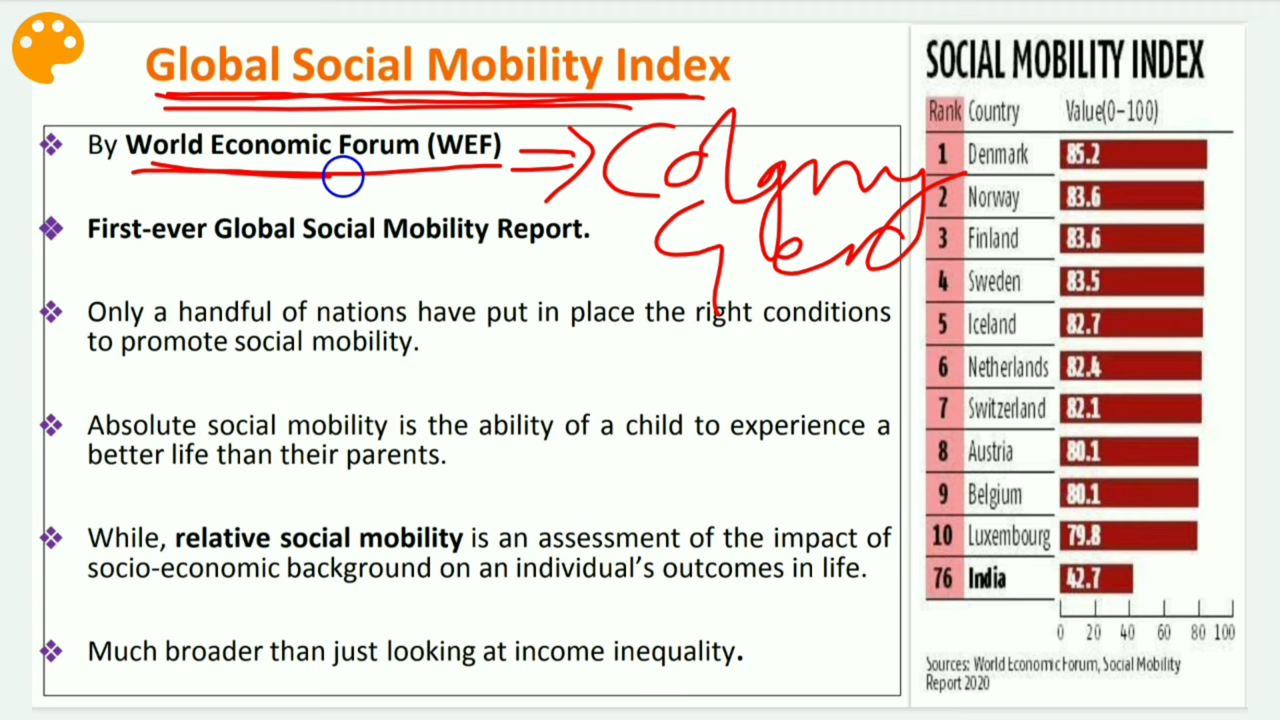 Global Social Mobility Index
By World Economic Forum (WEF)
Colgny
First-ever Global Social Mobility Report.
Only a handful of nations have put in place the right conditions
to promote social mobility.
Absolute social mobility is the ability of a child to experience a
better life than their parents.
While, relative social mobility is an assessment of the impact of
socio-economic background on an individual's outcomes in life.
Much broader than just looking at income inequality.
SOCIAL MOBILITY INDEX
Rank Country Value(0-100)
1 Denmark 85.2
2 Norway 83.6
3 Finland 83.6
4 Sweden 83.5
5 Iceland 82.7
6 Netherlands 82.4
7 Switzerland 82.1
8 Austria 80.1
9 Belgium 80.1
10 Luxembourg 79.8
76 India 42.7
0 20 40 60 80 100
Sources: World Economic Forum, Social Mobility
Report 2020